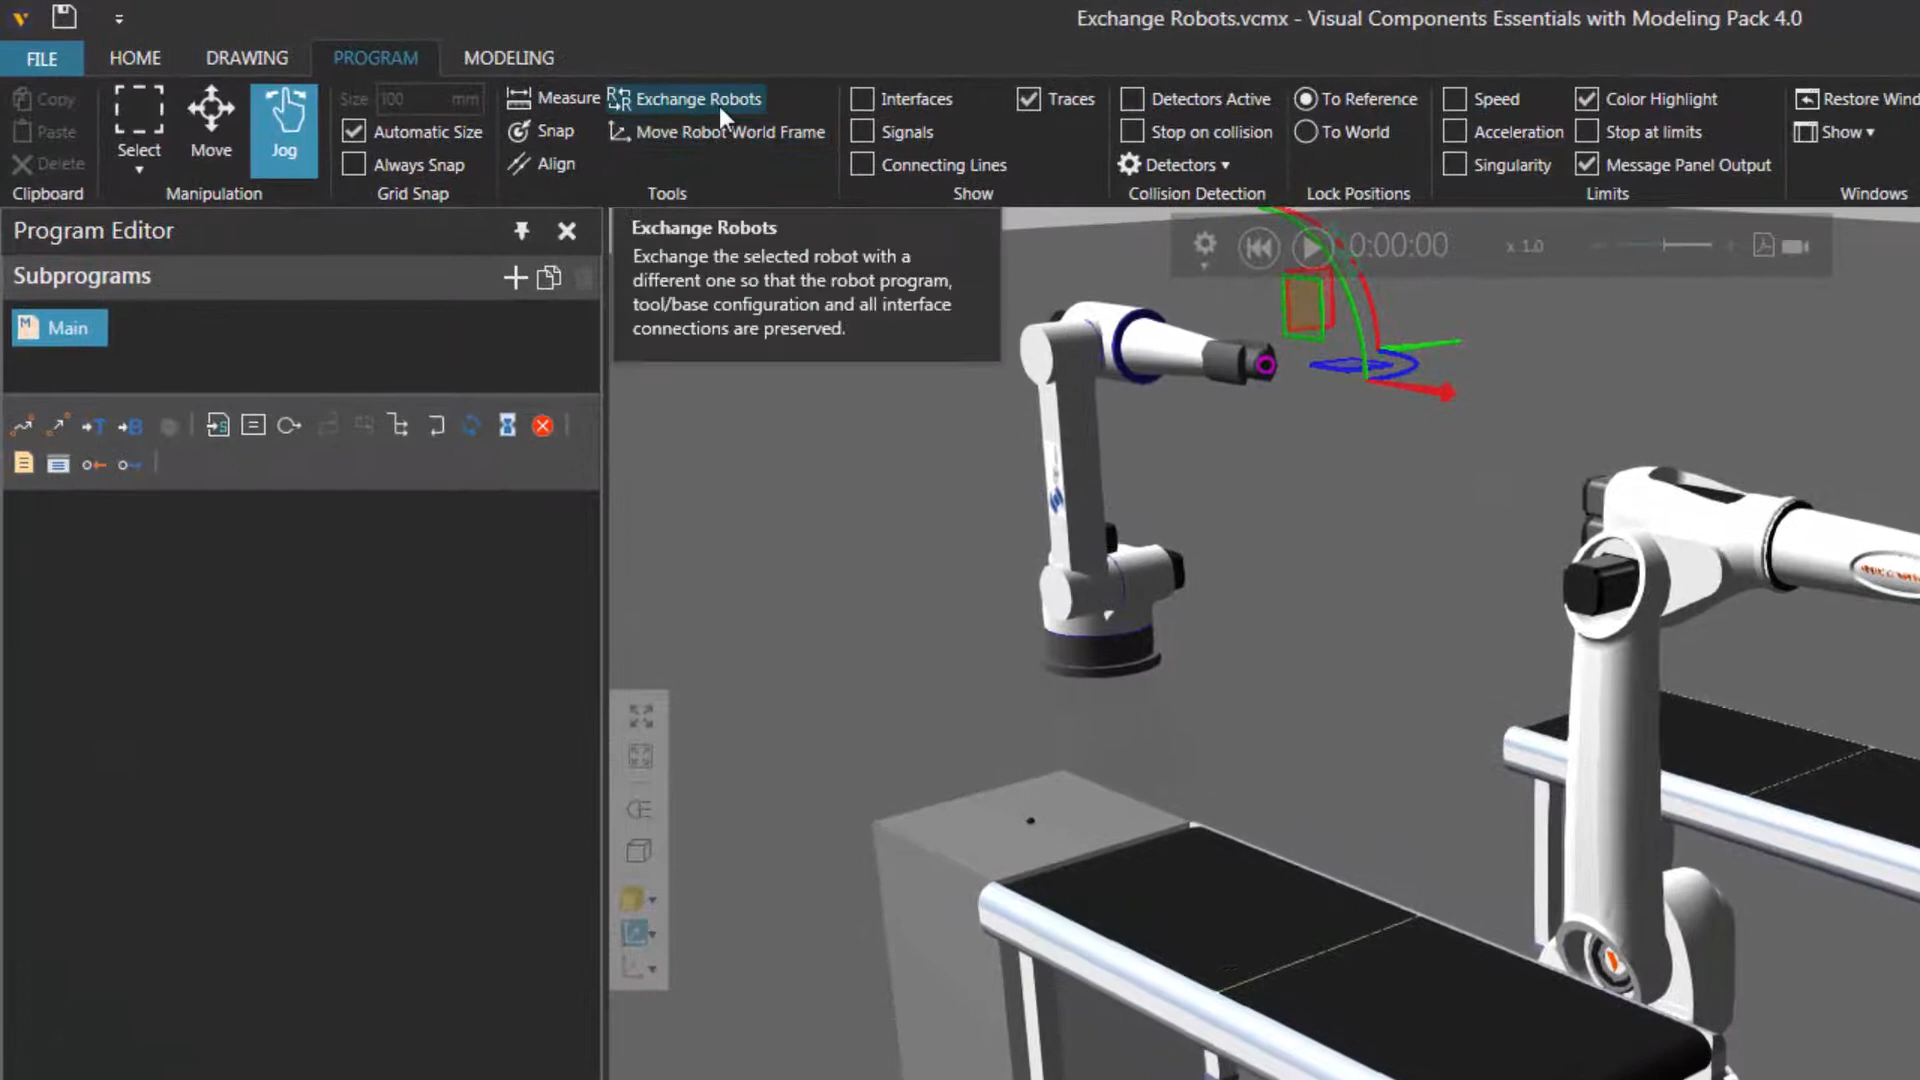 Exchange Robots.vcmx - Visual Components Essentials with Modeling Pack 4.0
FILE
HOME
DRAWING
PROGRAM
MODELING
Copy
Paste
Delete
Clipboard
Select
Move
Jog
Manipulation
Size 100 mm
Automatic Size
Always Snap
Grid Snap
Measure
Snap
Align
Exchange Robots
Move Robot World Frame
Tools
Interfaces
Signals
Connecting Lines
Traces
Show
Detectors Active
Stop on collision
Detectors
Collision Detection
To Reference
To World
Lock Positions
Speed
Acceleration
Singularity
Color Highlight
Stop at limits
Message Panel Output
Limits
Restore Wind
Show
Windows
Program Editor
Subprograms
Main
Exchange Robots
Exchange the selected robot with a
different one so that the robot program,
tool/base configuration and all interface
connections are preserved.
0:00:00
x 1.0